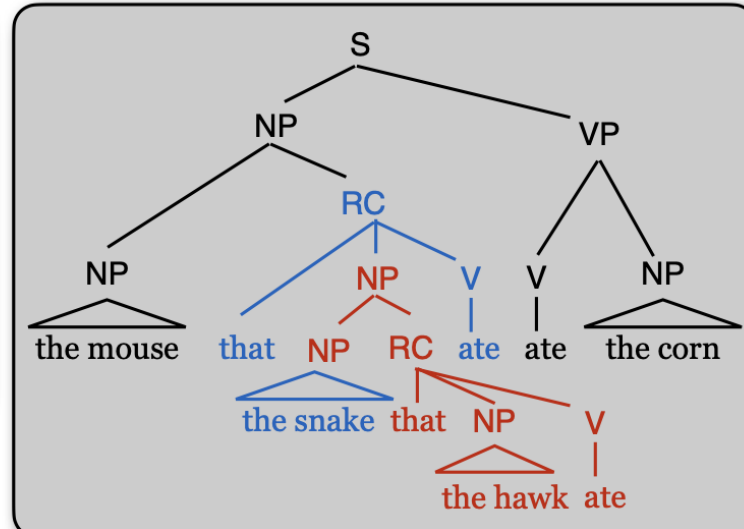 S
NP VP
RC
NP NP V V NP
the mouse that NP RC ate ate the corn
the snake that NP V
the hawk ate